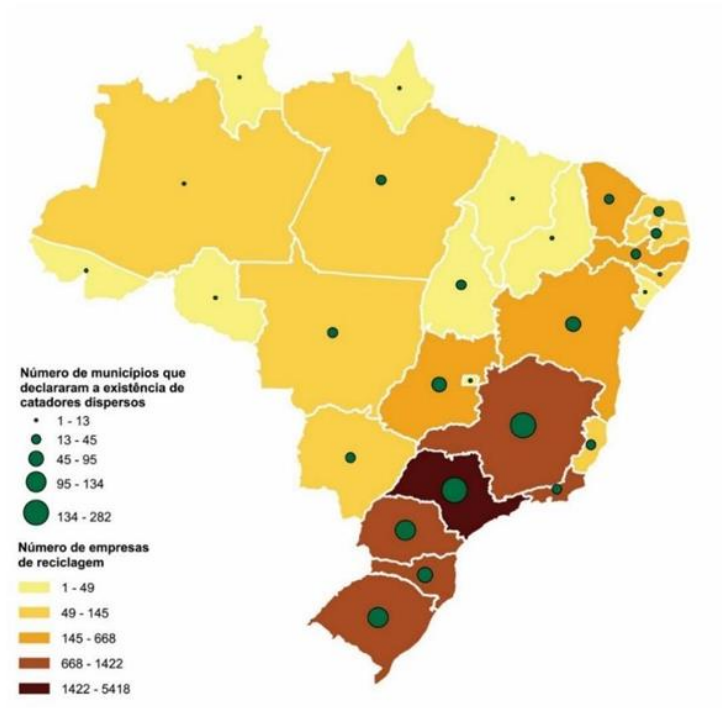 Número de municípios que
declararam a existência de
catadores dispersos
1 - 13
13 - 45
45 - 95
95 - 134
134 - 282
Número de empresas
de reciclagem
1 - 49
49 - 145
145 - 668
668 - 1422
1422 - 5418